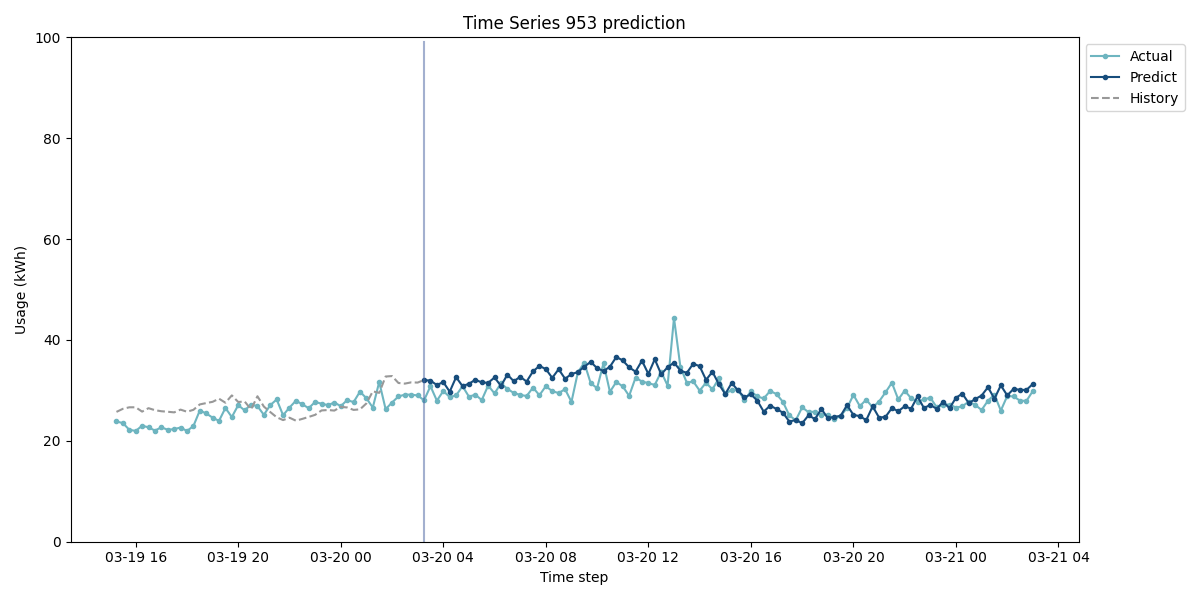 Time Series 953 prediction
Usage (kWh)
100
80
60
40
20
0
03-19 16
03-19 20
03-20 00
03-20 04
03-20 08
03-20 12
03-20 16
03-20 20
03-21 00
03-21 04
Time step
Actual
Predict
History